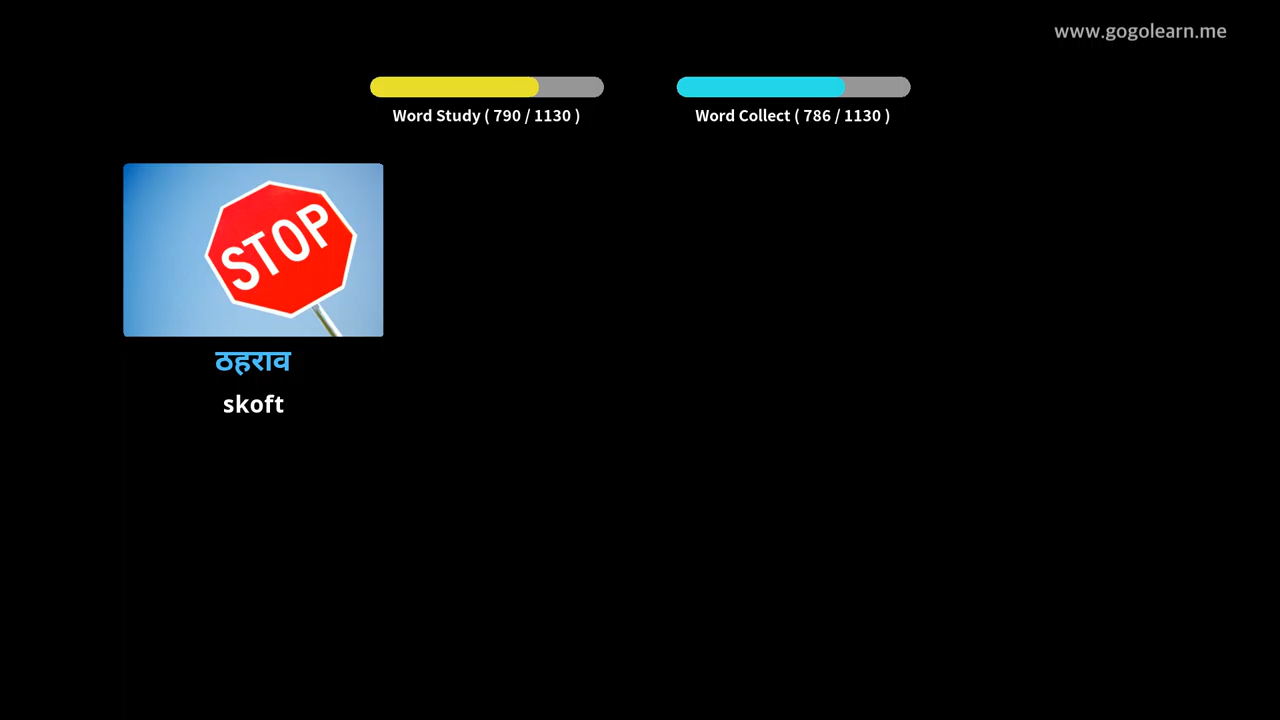 www.gogolearn.me
Word Study ( 790 / 1130 )
Word Collect ( 786 / 1130 )
STOP
ठहराव
skoft